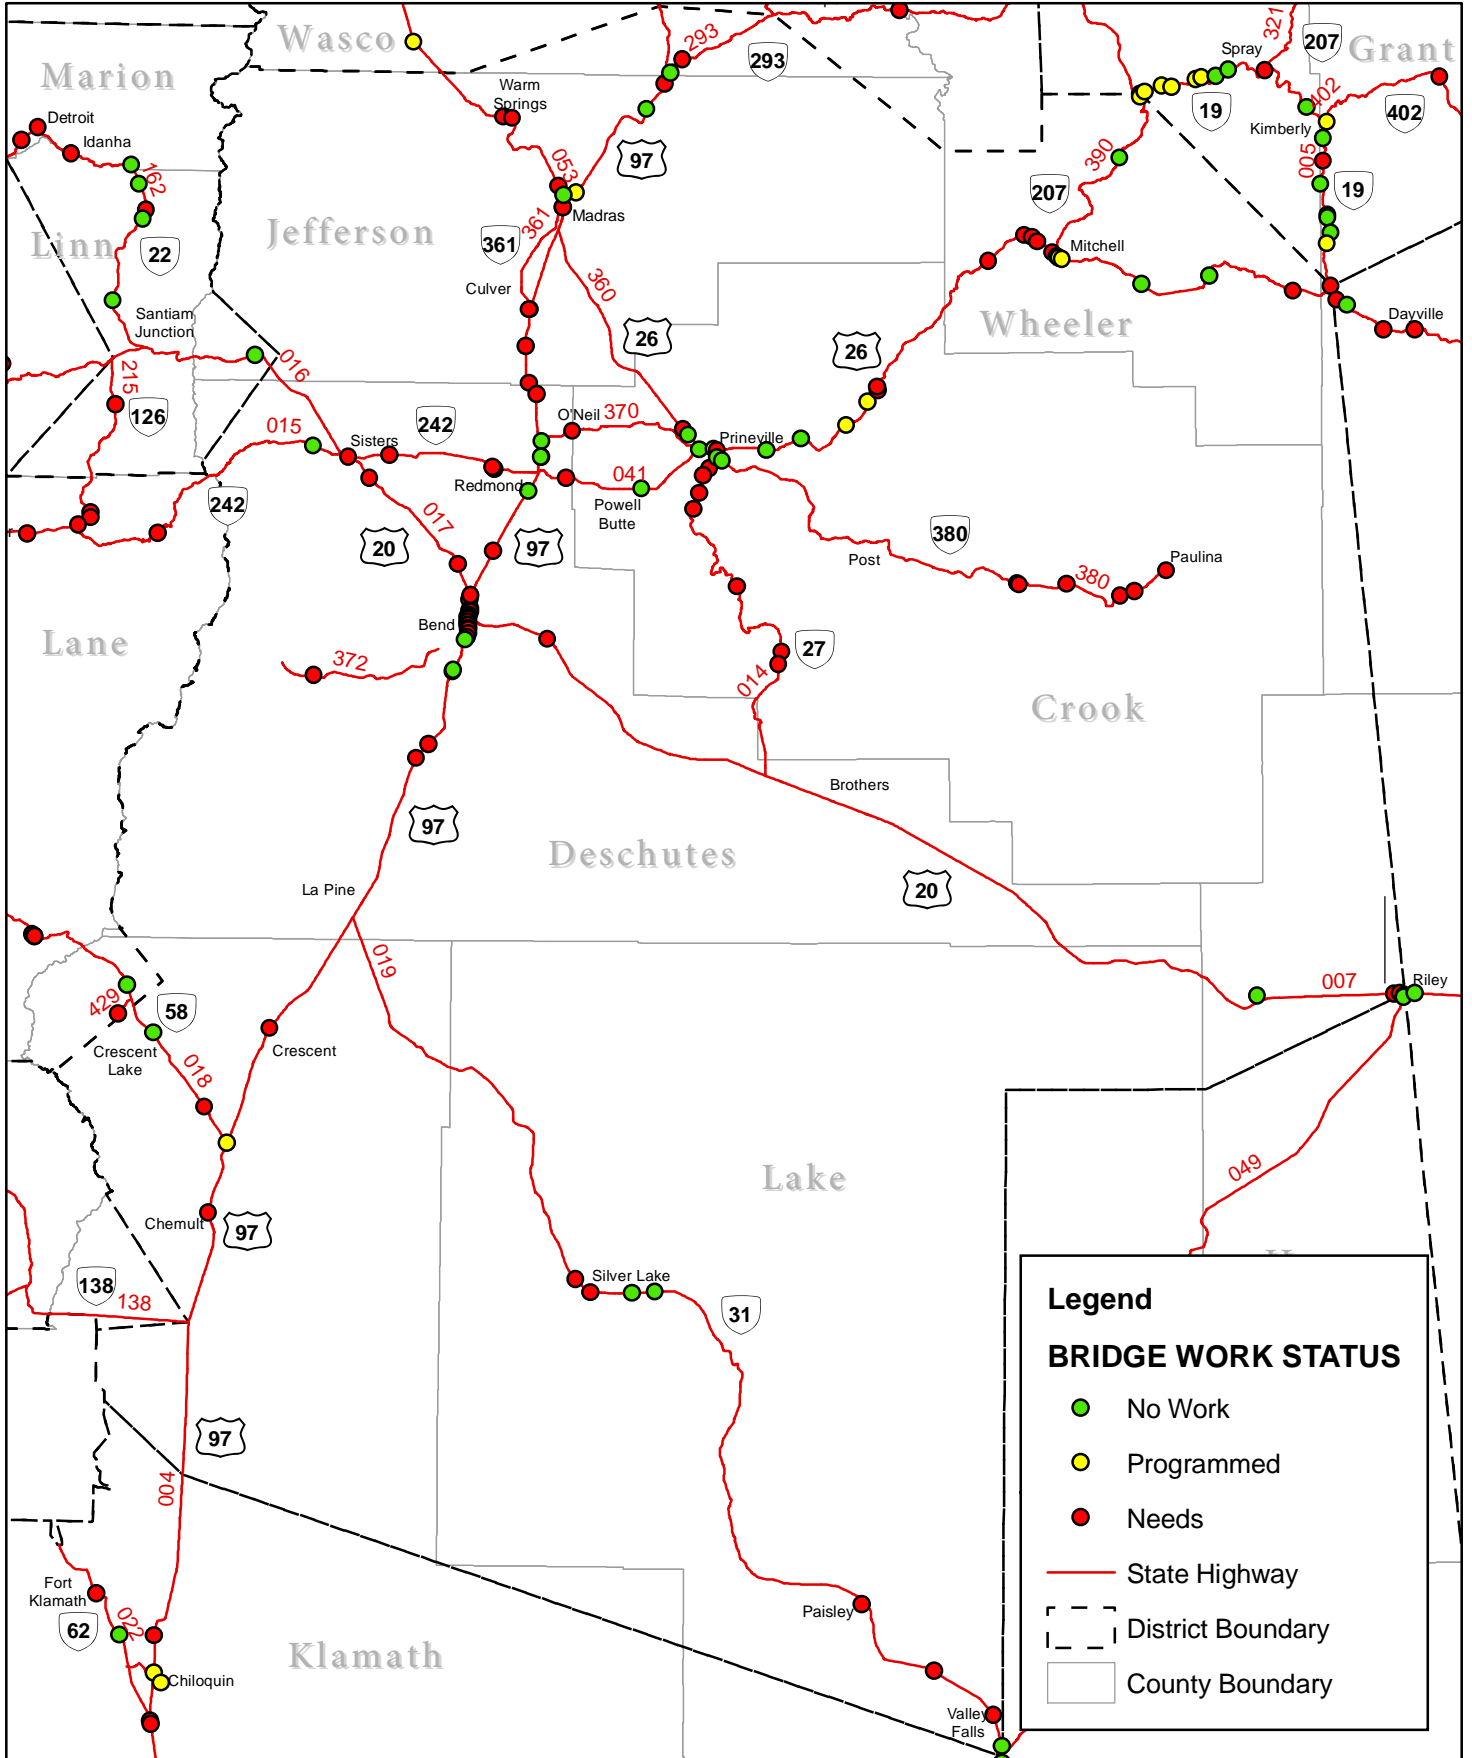 Wasco
Marion
Grant
Linn
Jefferson
Wheeler
Lane
Crook
Deschutes
Lake
Klamath
Detroit
Idanha
Warm
Springs
Spray
Kimberly
Madras
Mitchell
Culver
Santiam
Junction
Dayville
O'Neil
Sisters
Prineville
Redmond
Powell
Butte
Post
Paulina
Bend
Brothers
La Pine
Riley
Crescent
Lake
Crescent
Chemult
Silver Lake
Fort
Klamath
Paisley
Chiloquin
Valley
Falls
293
293
321
207
402
402
19
97
390
005
19
053
162
207
361
361
22
360
26
26
215
016
126
015
242
370
041
242
017
20
97
380
380
372
27
014
97
20
019
429
58
018
007
049
97
138
138
31
97
004
62
022
Legend
BRIDGE WORK STATUS
No Work
Programmed
Needs
State Highway
District Boundary
County Boundary